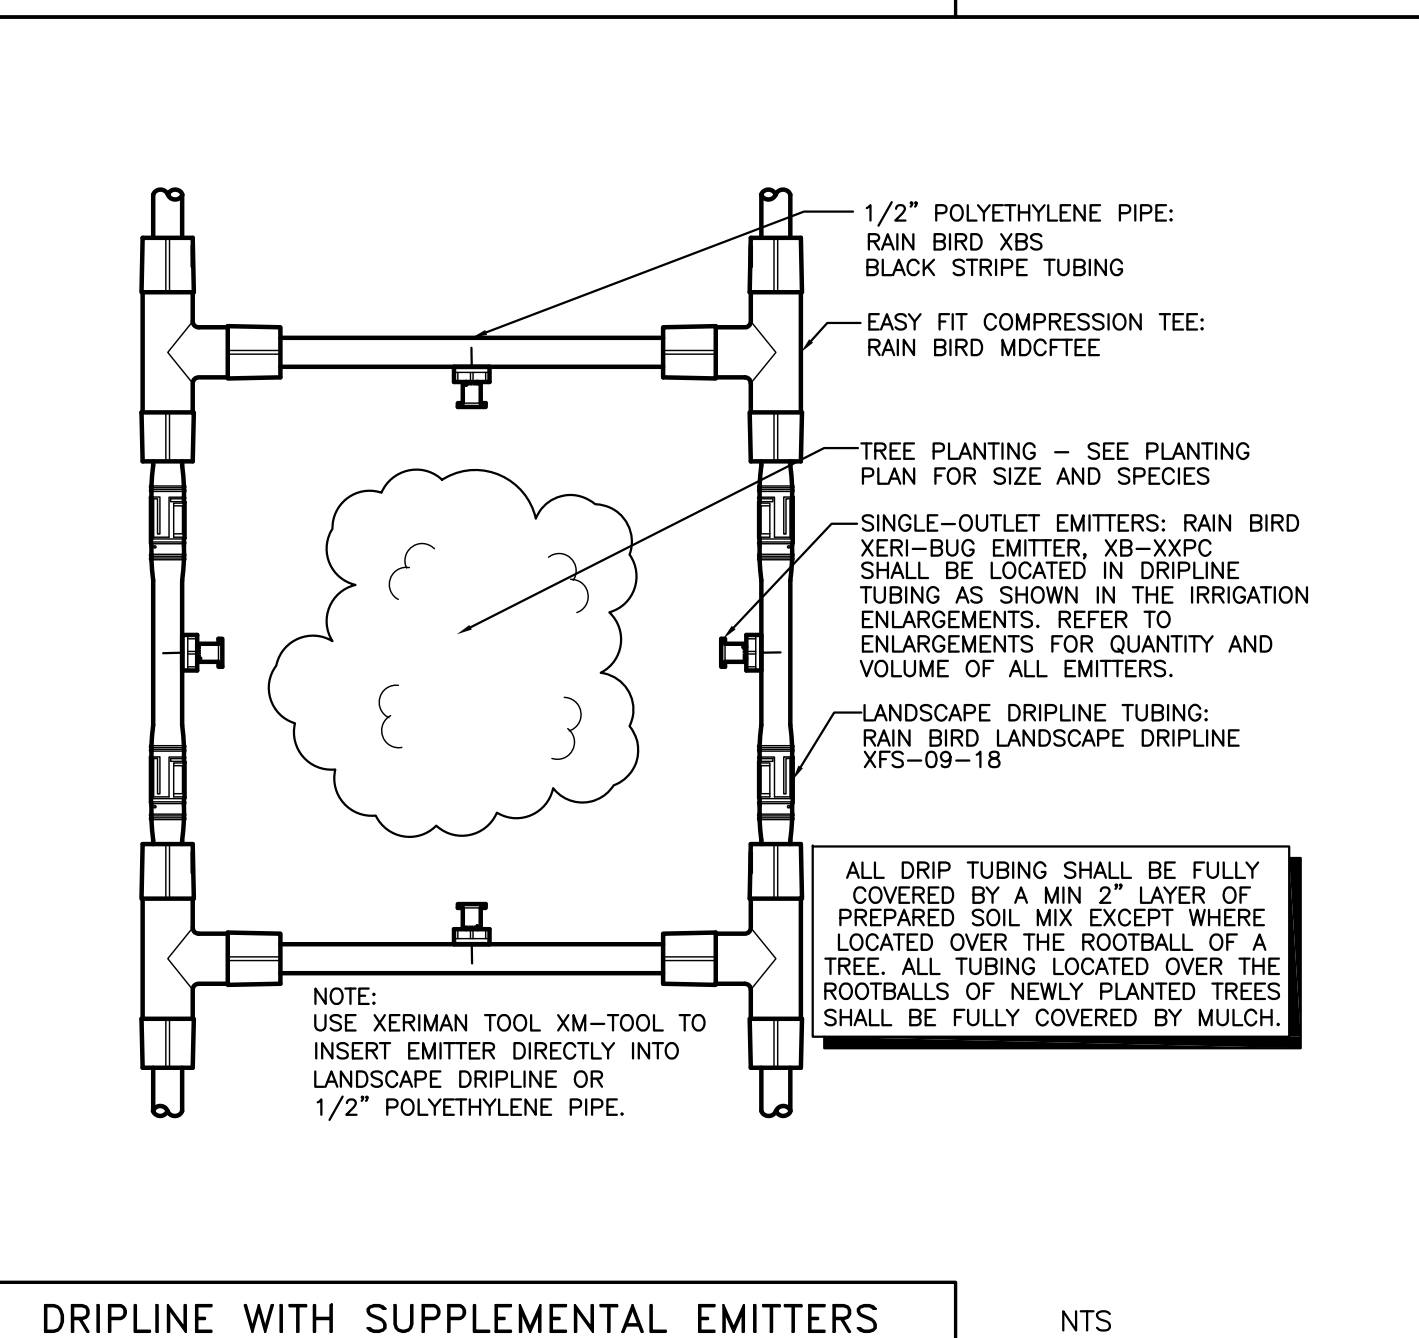 1/2” POLYETHYLENE PIPE:
RAIN BIRD XBS
BLACK STRIPE TUBING
EASY FIT COMPRESSION TEE:
RAIN BIRD MDCFTEE
TREE PLANTING – SEE PLANTING
PLAN FOR SIZE AND SPECIES
SINGLE–OUTLET EMITTERS: RAIN BIRD
XERI–BUG EMITTER, XB–XXPC
SHALL BE LOCATED IN DRIPLINE
TUBING AS SHOWN IN THE IRRIGATION
ENLARGEMENTS. REFER TO
ENLARGEMENTS FOR QUANTITY AND
VOLUME OF ALL EMITTERS.
LANDSCAPE DRIPLINE TUBING:
RAIN BIRD LANDSCAPE DRIPLINE
XFS–09–18
ALL DRIP TUBING SHALL BE FULLY
COVERED BY A MIN 2” LAYER OF
PREPARED SOIL MIX EXCEPT WHERE
LOCATED OVER THE ROOTBALL OF A
TREE. ALL TUBING LOCATED OVER THE
ROOTBALLS OF NEWLY PLANTED TREES
SHALL BE FULLY COVERED BY MULCH.
NOTE:
USE XERIMAN TOOL XM–TOOL TO
INSERT EMITTER DIRECTLY INTO
LANDSCAPE DRIPLINE OR
1/2” POLYETHYLENE PIPE.
DRIPLINE WITH SUPPLEMENTAL EMITTERS
NTS